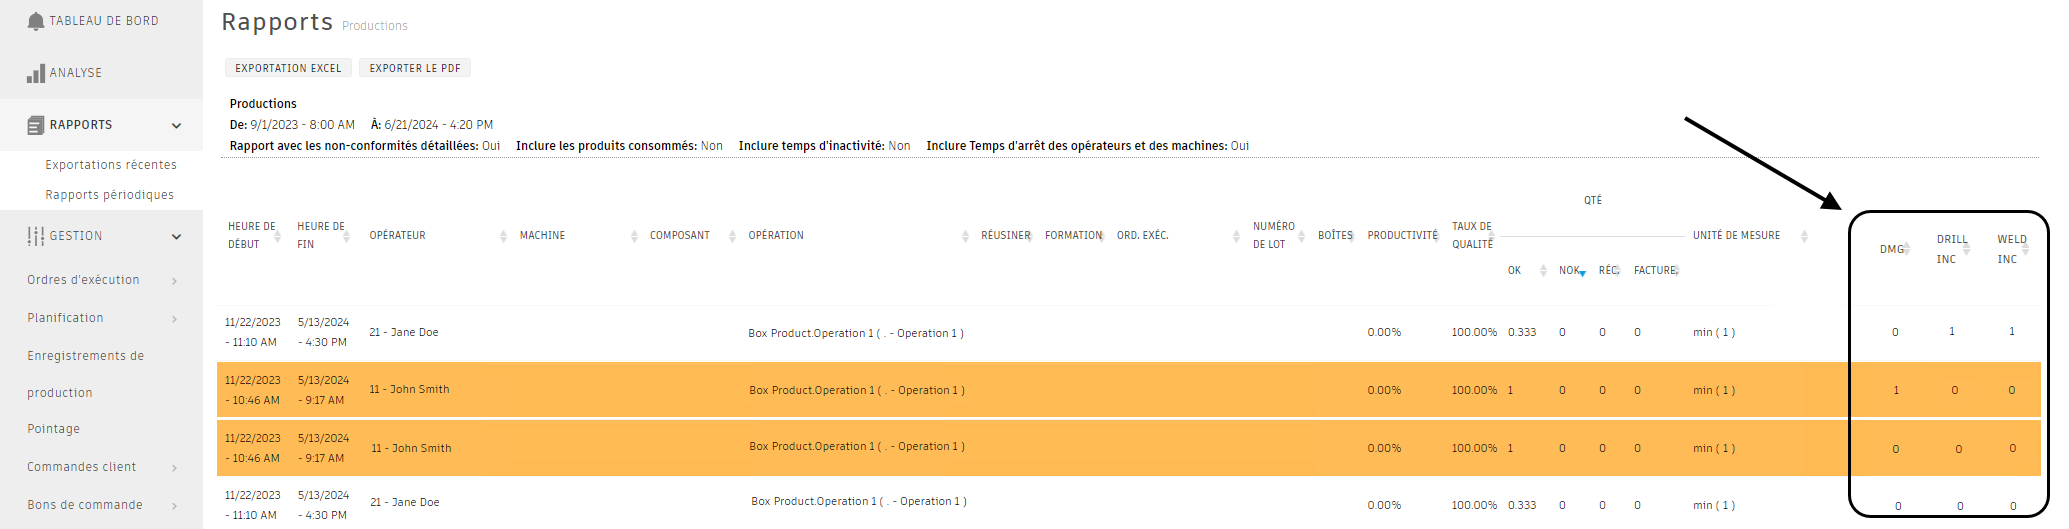 TABLEAU DE BORD
ANALYSE
RAPPORTS
Exportations récentes
Rapports périodiques
GESTION
Ordres d'exécution
Planification
Enregistrements de
production
Pointage
Commandes client
Bons de commande
Rapports Productions
EXPORTATION EXCEL EXPORTER LE PDF
Productions
De: 9/1/2023 - 8:00 AM À: 6/21/2024 - 4:20 PM
Rapport avec les non-conformités détaillées: Oui Inclure les produits consommés: Non Inclure temps d'inactivité: Non Inclure Temps d'arrêt des opérateurs et des machines: Oui
QTÉ
HEURE DE DÉBUT HEURE DE FIN OPÉRATEUR MACHINE COMPOSANT OPÉRATION RÉUSINER FORMATION ORD. EXÉC. NUMÉRO DE LOT BOÎTES PRODUCTIVITÉ TAUX DE QUALITÉ UNITÉ DE MESURE DMG DRILL INC WELD INC
OK NOK RÉC. FACTURE
11/22/2023 - 11:10 AM 5/13/2024 - 4:30 PM 21 - Jane Doe Box Product.Operation 1 ( . - Operation 1 ) 0.00% 100.00% 0.333 0 0 0 min ( 1 ) 0 1 1
11/22/2023 - 10:46 AM 5/13/2024 - 9:17 AM 11 - John Smith Box Product.Operation 1 ( . - Operation 1 ) 0.00% 100.00% 1 0 0 0 min ( 1 ) 1 0 0
11/22/2023 - 10:46 AM 5/13/2024 - 9:17 AM 11 - John Smith Box Product.Operation 1 ( . - Operation 1 ) 0.00% 100.00% 1 0 0 0 min ( 1 ) 0 0 0
11/22/2023 - 11:10 AM 5/13/2024 - 4:30 PM 21 - Jane Doe Box Product.Operation 1 ( . - Operation 1 ) 0.00% 100.00% 0.333 0 0 0 min ( 1 ) 0 0 0